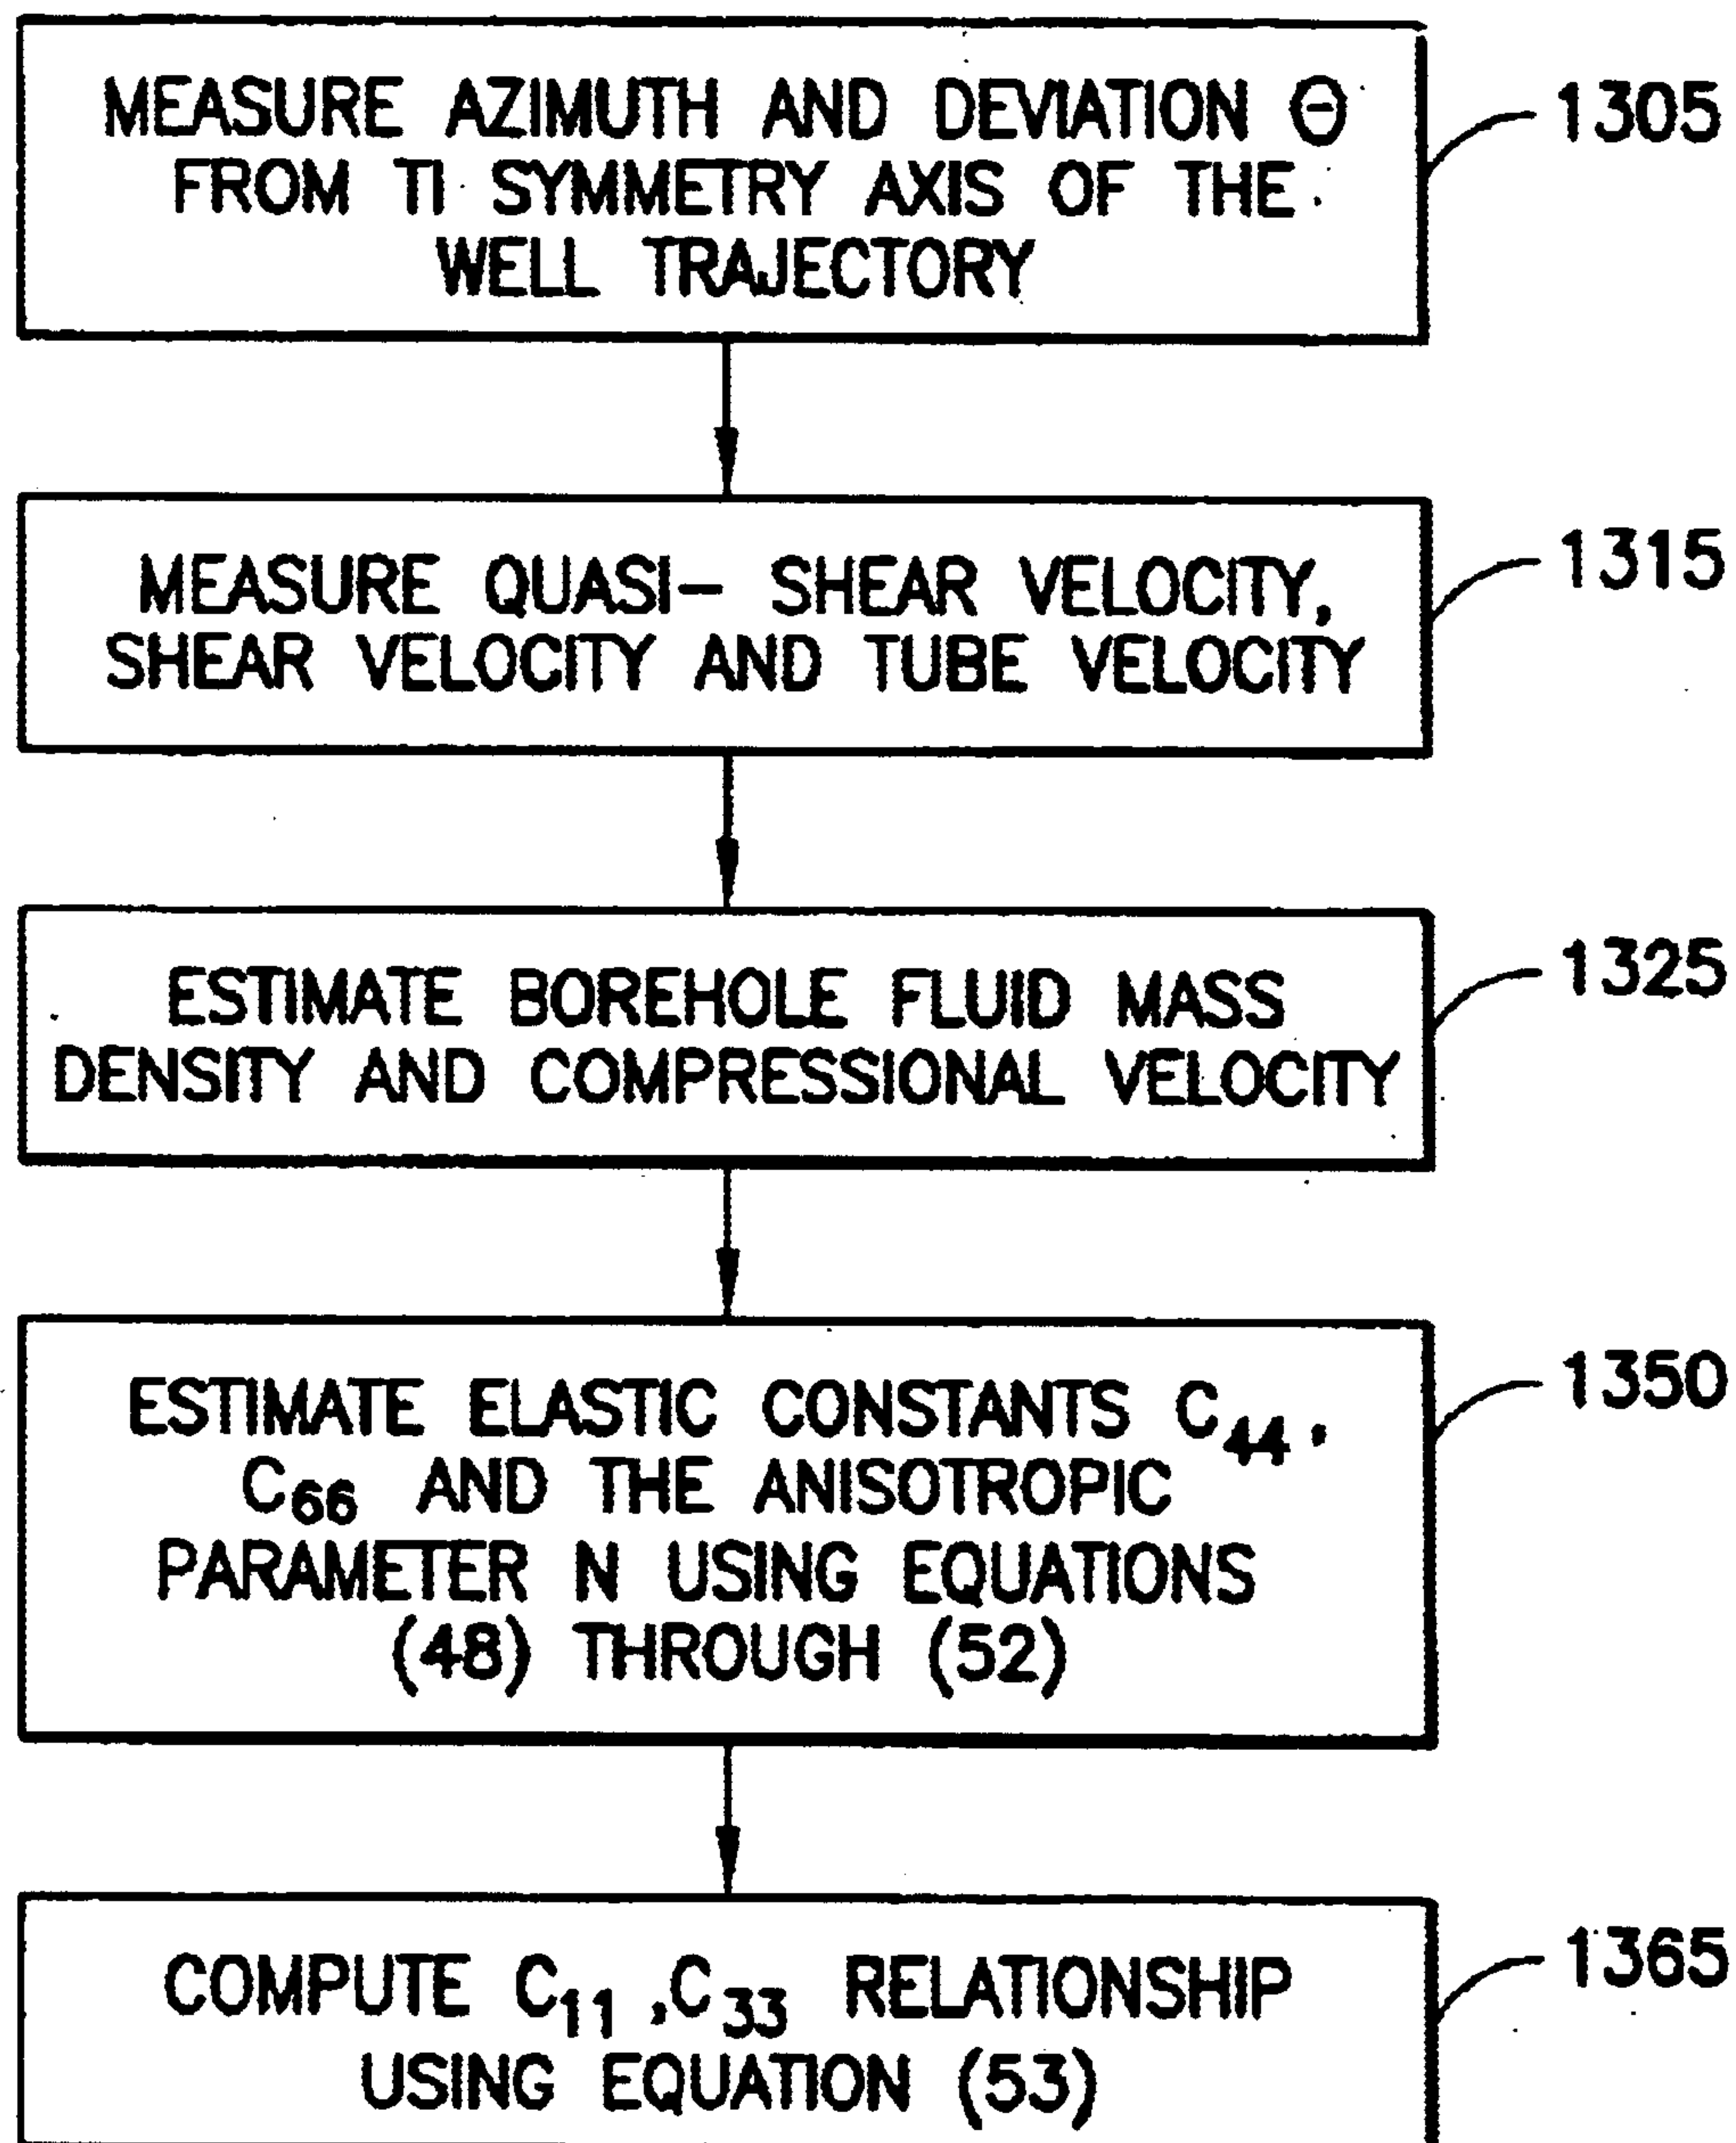 MEASURE AZIMUTH AND DEVIATION Θ
FROM TI SYMMETRY AXIS OF THE
WELL TRAJECTORY
1305
MEASURE QUASI- SHEAR VELOCITY,
SHEAR VELOCITY AND TUBE VELOCITY
1315
ESTIMATE BOREHOLE FLUID MASS
DENSITY AND COMPRESSIONAL VELOCITY
1325
ESTIMATE ELASTIC CONSTANTS C44,
C66 AND THE ANISOTROPIC
PARAMETER N USING EQUATIONS
(48) THROUGH (52)
1350
COMPUTE C11 ,C33 RELATIONSHIP
USING EQUATION (53)
1365